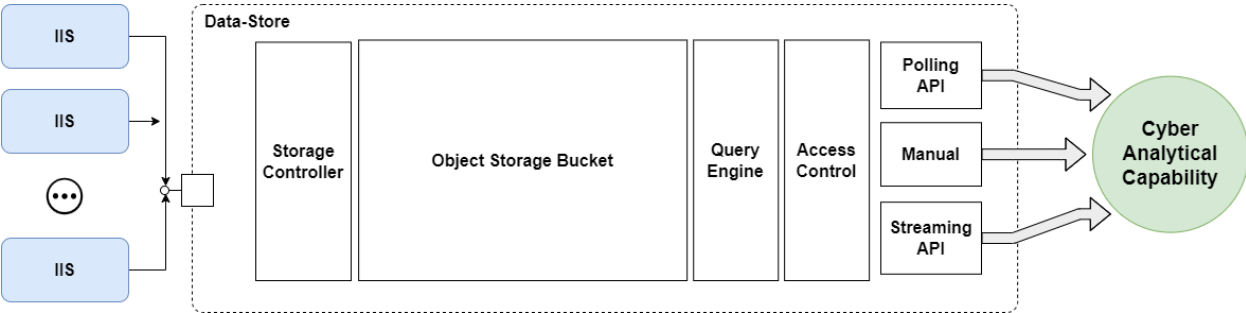 IIS
IIS
IIS
Data-Store
Storage
Controller
Object Storage Bucket
Query
Engine
Access
Control
Polling
API
Manual
Streaming
API
Cyber
Analytical
Capability